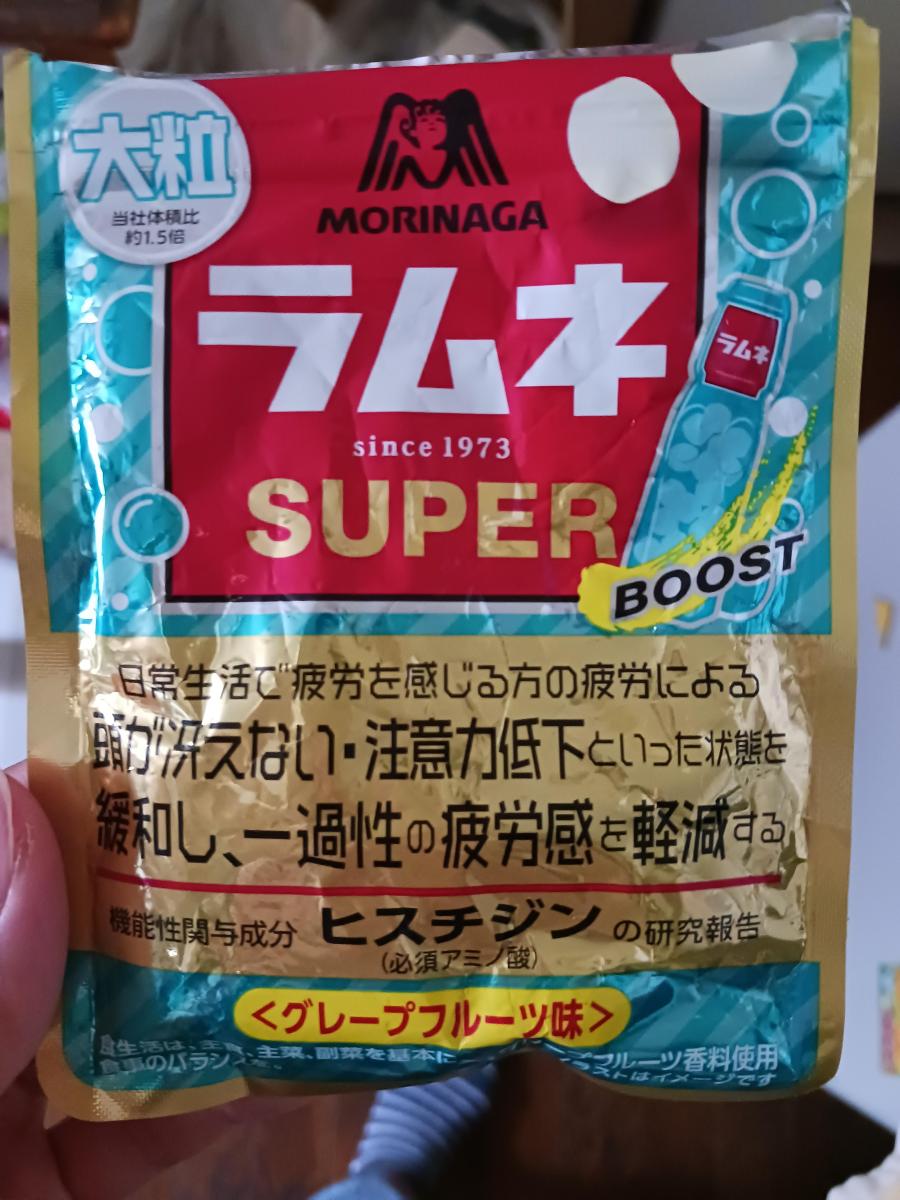 大粒
当社体積比
約1.5倍
MORINAGA
ラムネ
since 1973
SUPER
BOOST
ラムネ
日常生活で疲労を感じる方の疲労による
頭が冴えない・注意力低下といった状態を
緩和し、一過性の疲労感を軽減する
機能性関与成分 ヒスチジン の研究報告
(必須アミノ酸)
<グレープフルーツ味>
食生活は、主食、主菜、副菜を基本に
食事のバランスを。
フルーツ香料使用
ストはイメージです